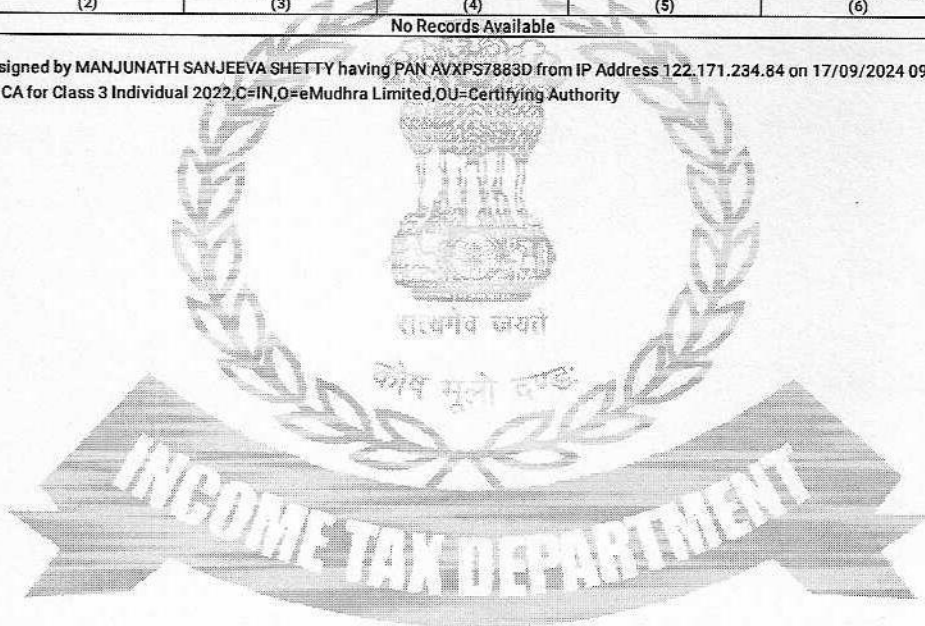 (2) (3) (4) (5) (6)
No Records Available
signed by MANJUNATH SANJEEVA SHETTY having PAN AVXPS7883D from IP Address 122.171.234.84 on 17/09/2024 09
CA for Class 3 Individual 2022,C=IN,O=eMudhra Limited,OU=Certifying Authority
सत्यमेव जयते
कोष मूलो दण्डः
INCOME TAX DEPARTMENT